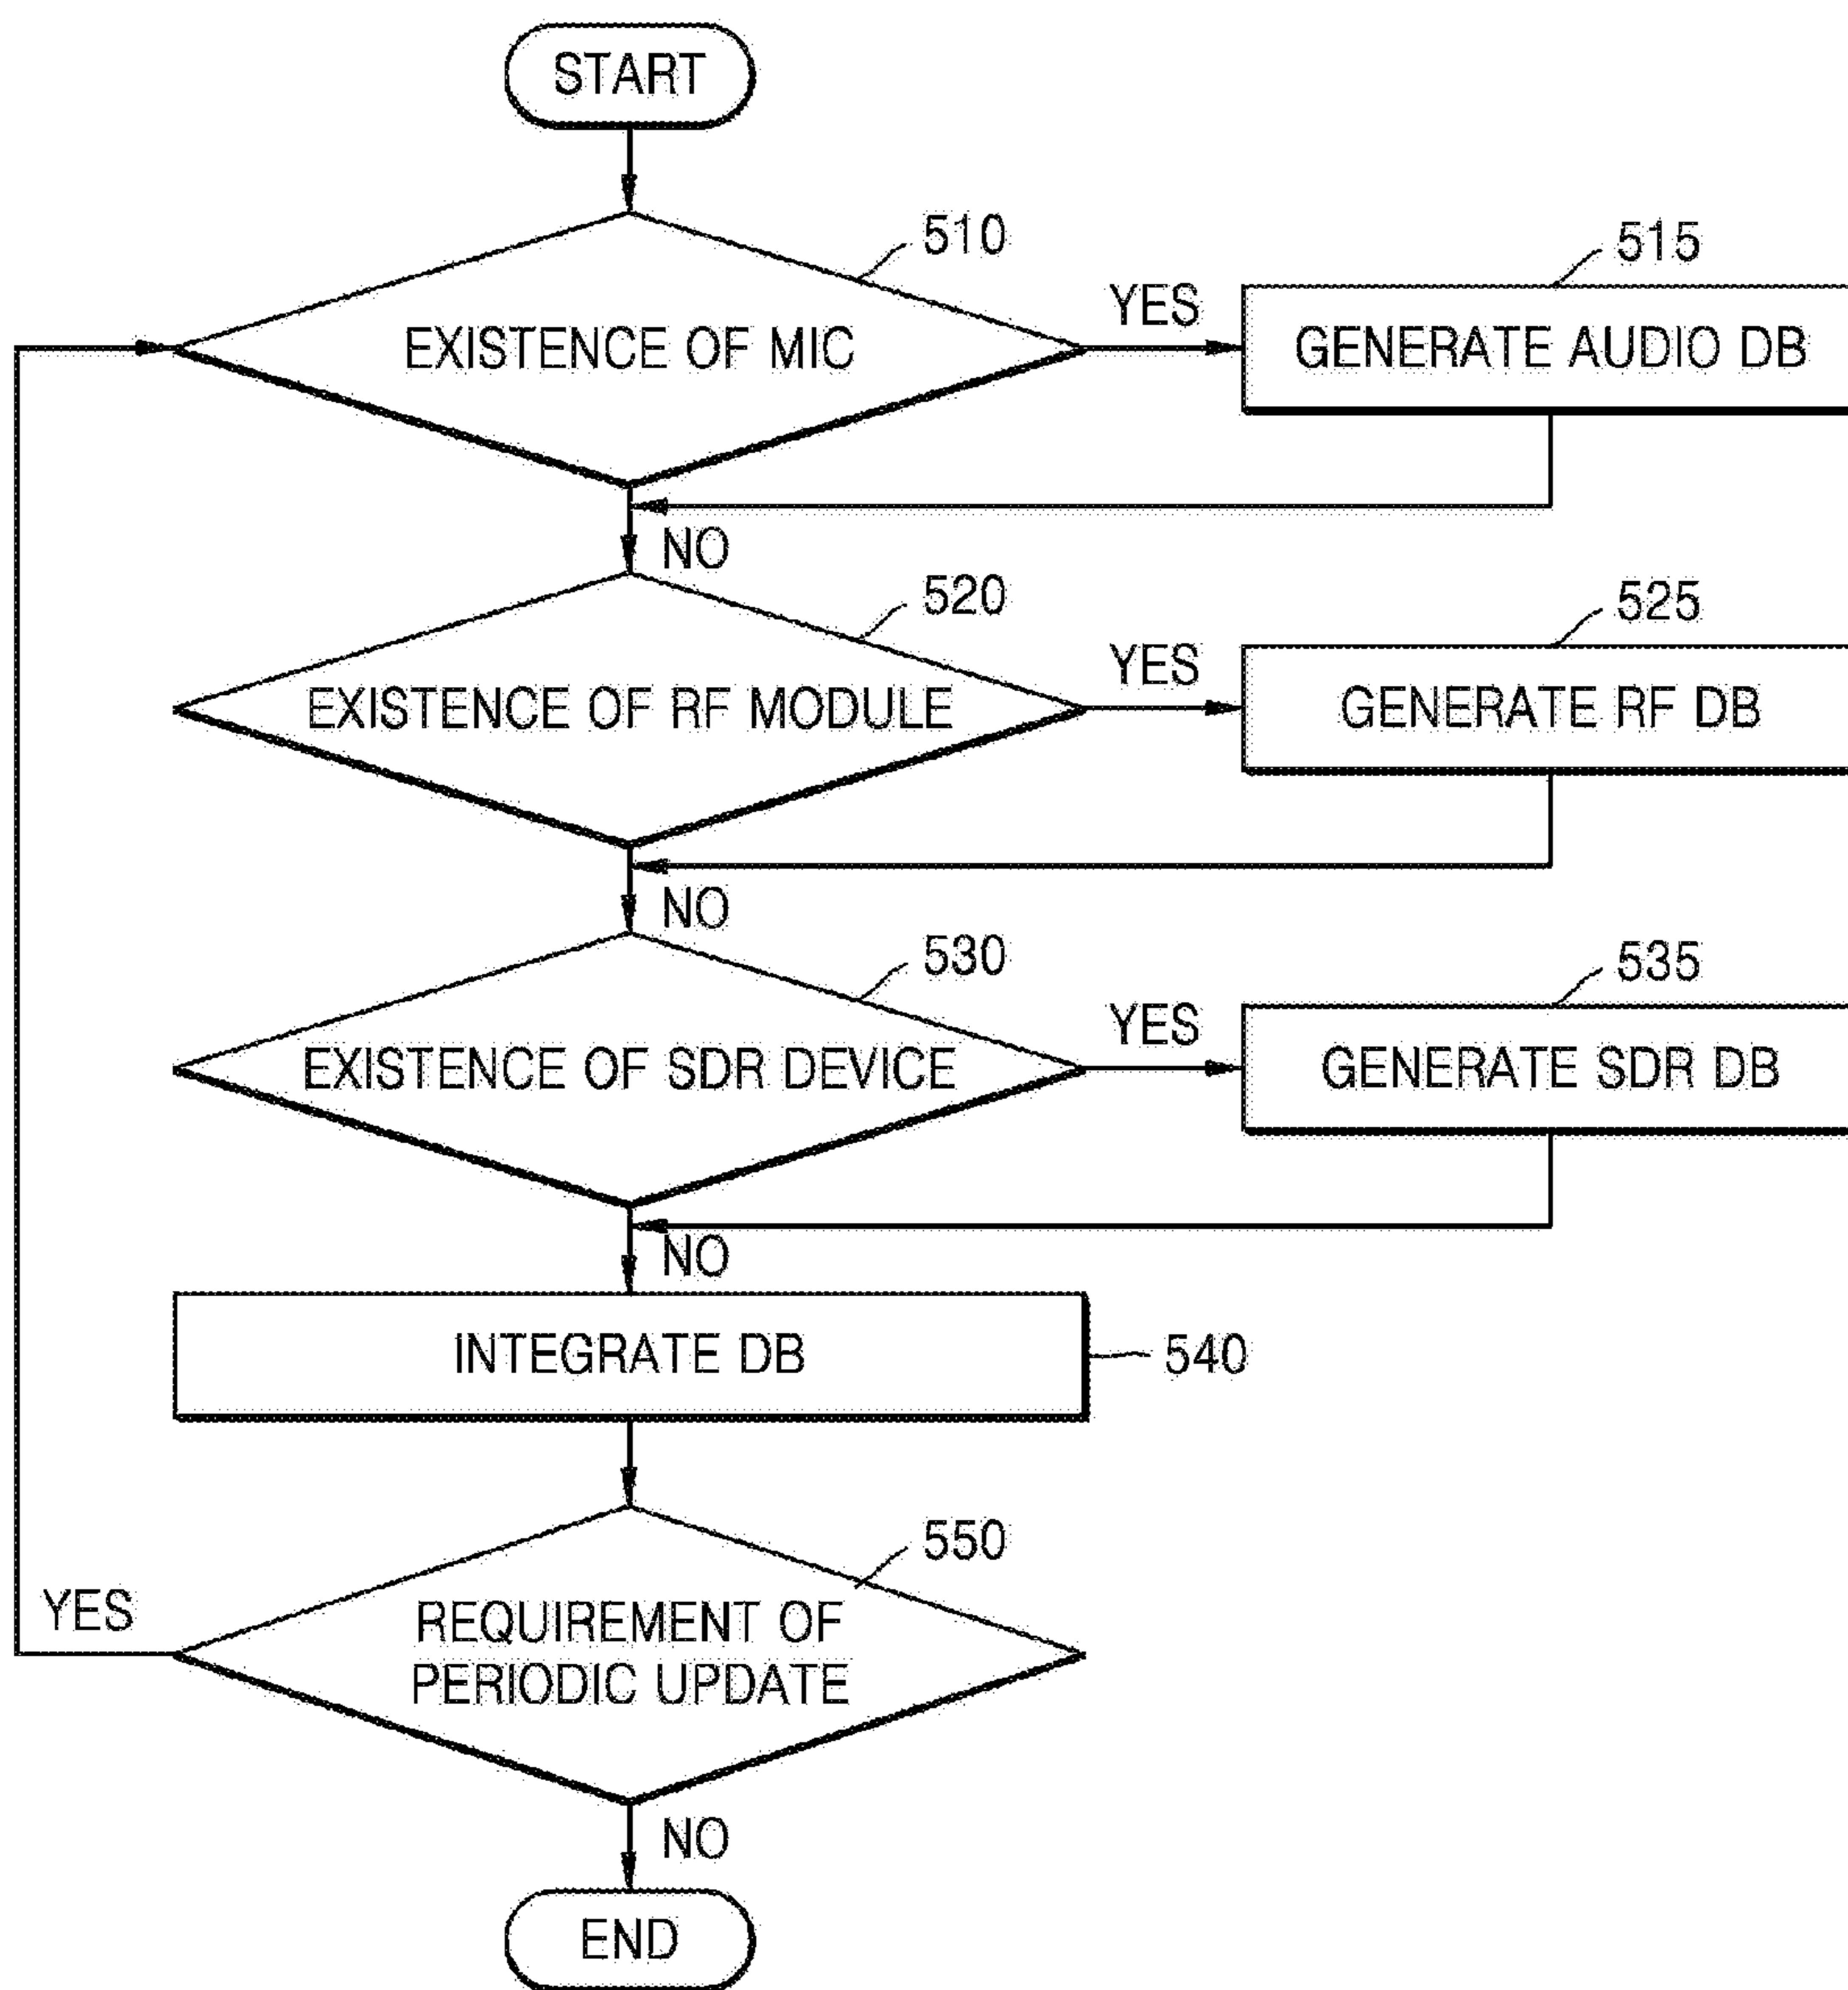 START
510
EXISTENCE OF MIC
YES
515
GENERATE AUDIO DB
NO
520
EXISTENCE OF RF MODULE
YES
525
GENERATE RF DB
NO
530
EXISTENCE OF SDR DEVICE
YES
535
GENERATE SDR DB
NO
INTEGRATE DB
540
550
YES
REQUIREMENT OF
PERIODIC UPDATE
NO
END